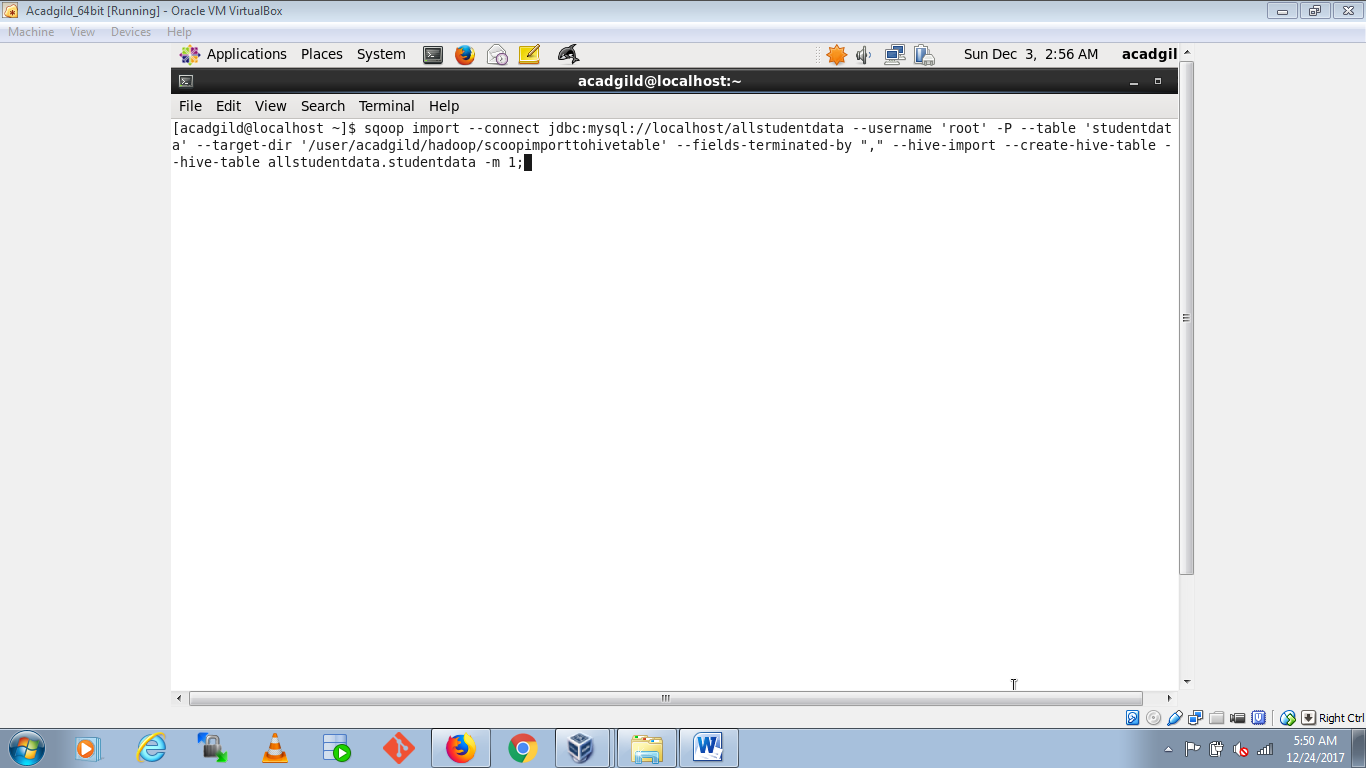 Acadgild_64bit [Running] - Oracle VM VirtualBox
Machine View Devices Help
Applications Places System Sun Dec 3, 2:56 AM acadgil
acadgild@localhost:~
File Edit View Search Terminal Help
[acadgild@localhost ~]$ sqoop import --connect jdbc:mysql://localhost/allstudentdata --username 'root' -P --table 'studentdat
a' --target-dir '/user/acadgild/hadoop/scoopimporttohivetable' --fields-terminated-by "," --hive-import --create-hive-table -
-hive-table allstudentdata.studentdata -m 1;
Right Ctrl
5:50 AM
12/24/2017